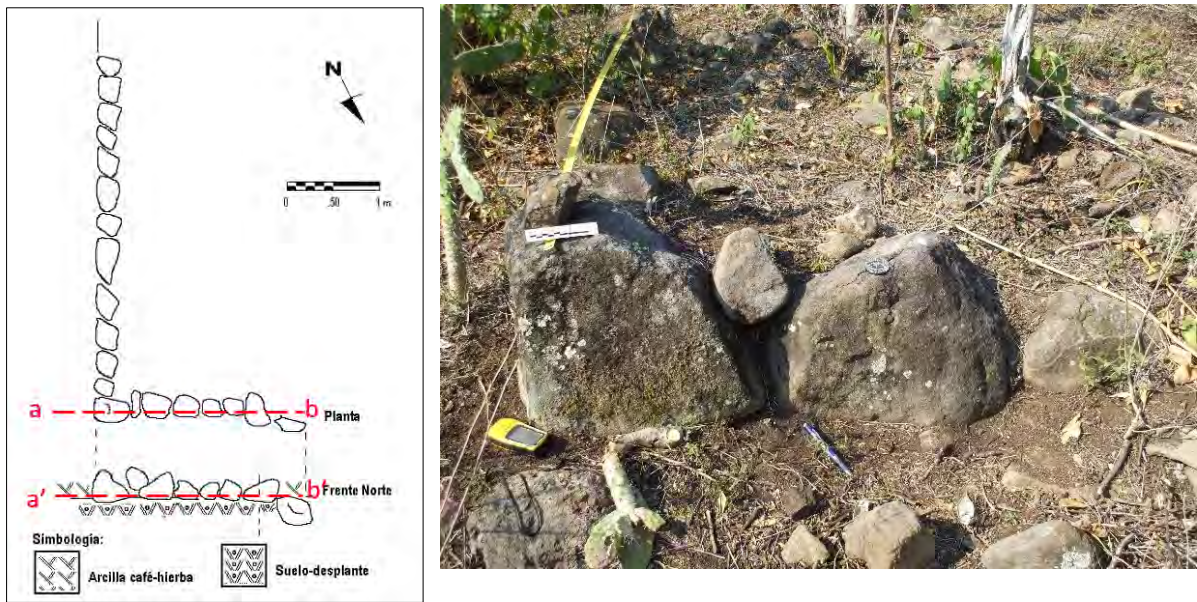 N
0 .50 1 m.
a b Planta
a' b' Frente Norte
Simbología:
Arcilla café-hierba
Suelo-desplante